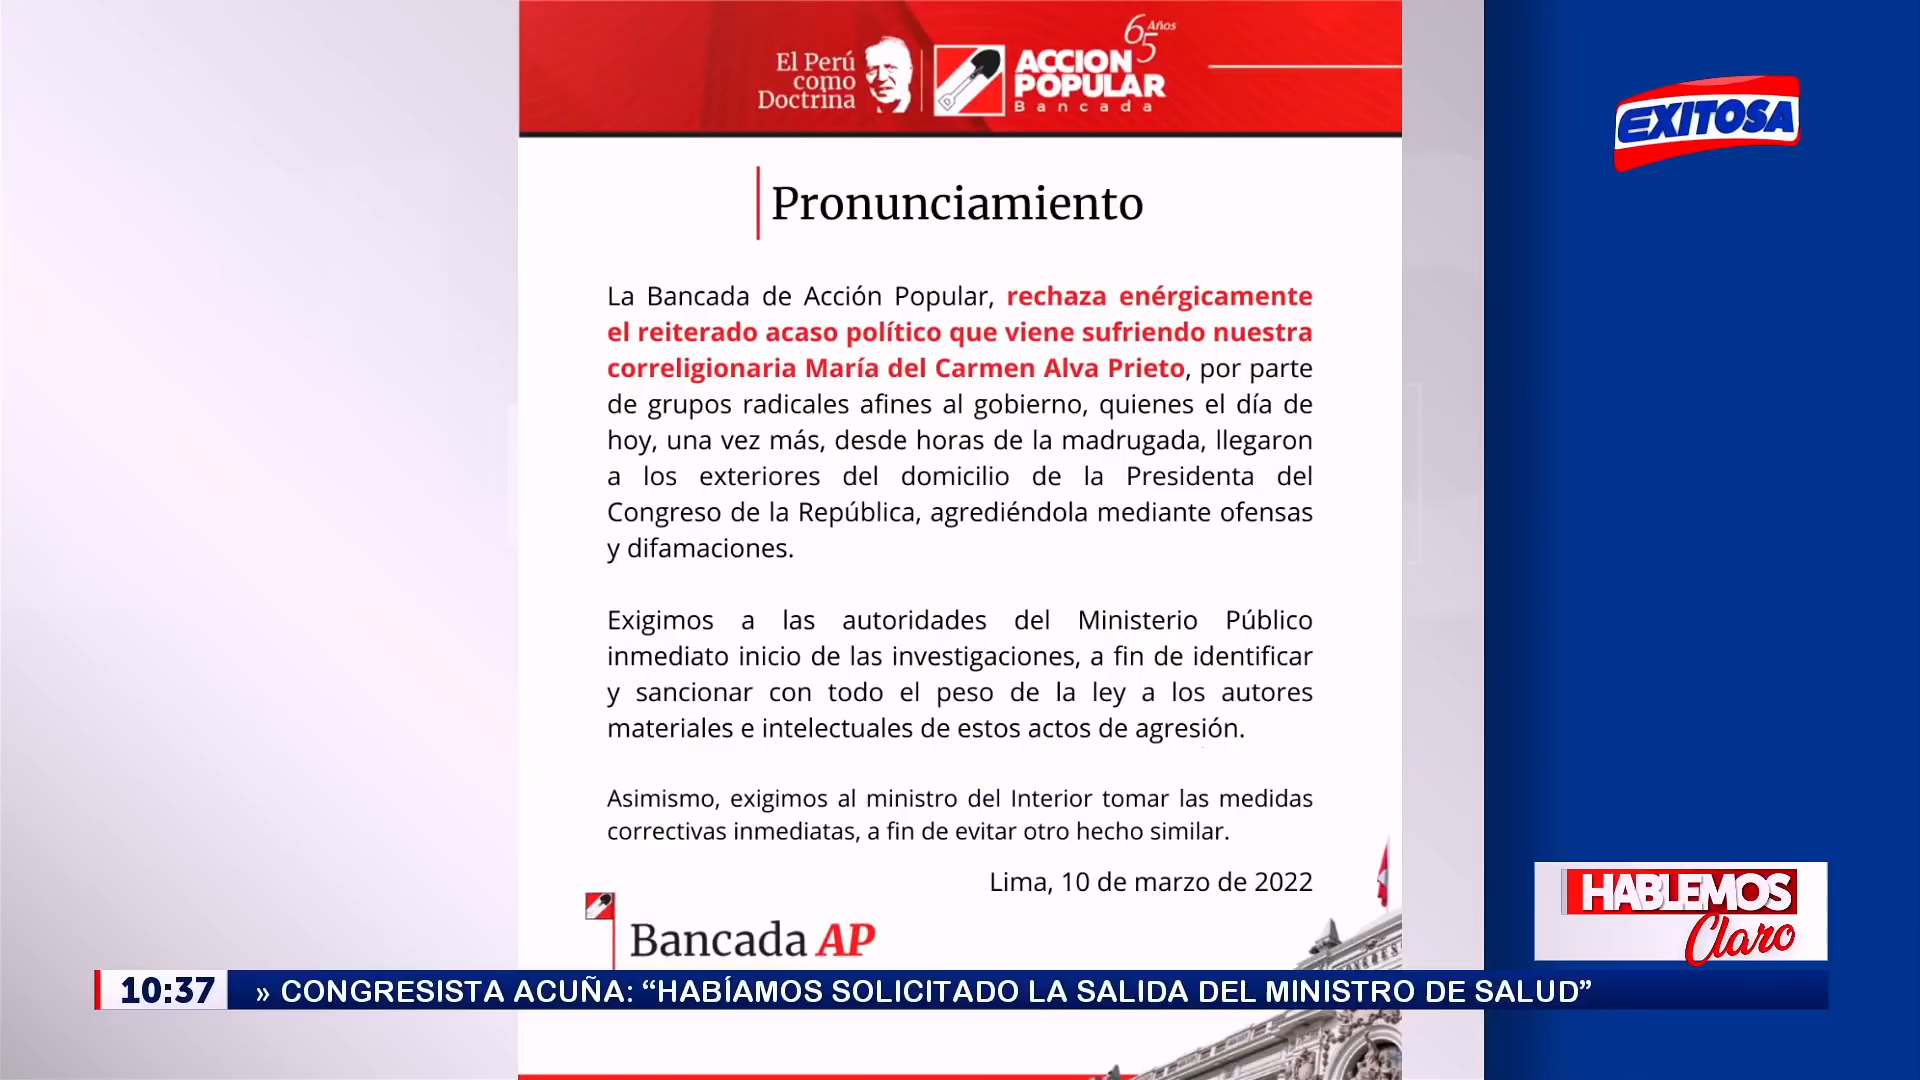 El Perú
como
Doctrina
65 Años
ACCION
POPULAR
Bancada
EXITOSA
Pronunciamiento
La Bancada de Acción Popular, rechaza enérgicamente
el reiterado acaso político que viene sufriendo nuestra
correligionaria María del Carmen Alva Prieto, por parte
de grupos radicales afines al gobierno, quienes el día de
hoy, una vez más, desde horas de la madrugada, llegaron
a los exteriores del domicilio de la Presidenta del
Congreso de la República, agrediéndola mediante ofensas
y difamaciones.
Exigimos a las autoridades del Ministerio Público
inmediato inicio de las investigaciones, a fin de identificar
y sancionar con todo el peso de la ley a los autores
materiales e intelectuales de estos actos de agresión.
Asimismo, exigimos al ministro del Interior tomar las medidas
correctivas inmediatas, a fin de evitar otro hecho similar.
Lima, 10 de marzo de 2022
Bancada AP
HABLEMOS
Claro
10:37 » CONGRESISTA ACUÑA: “HABÍAMOS SOLICITADO LA SALIDA DEL MINISTRO DE SALUD”